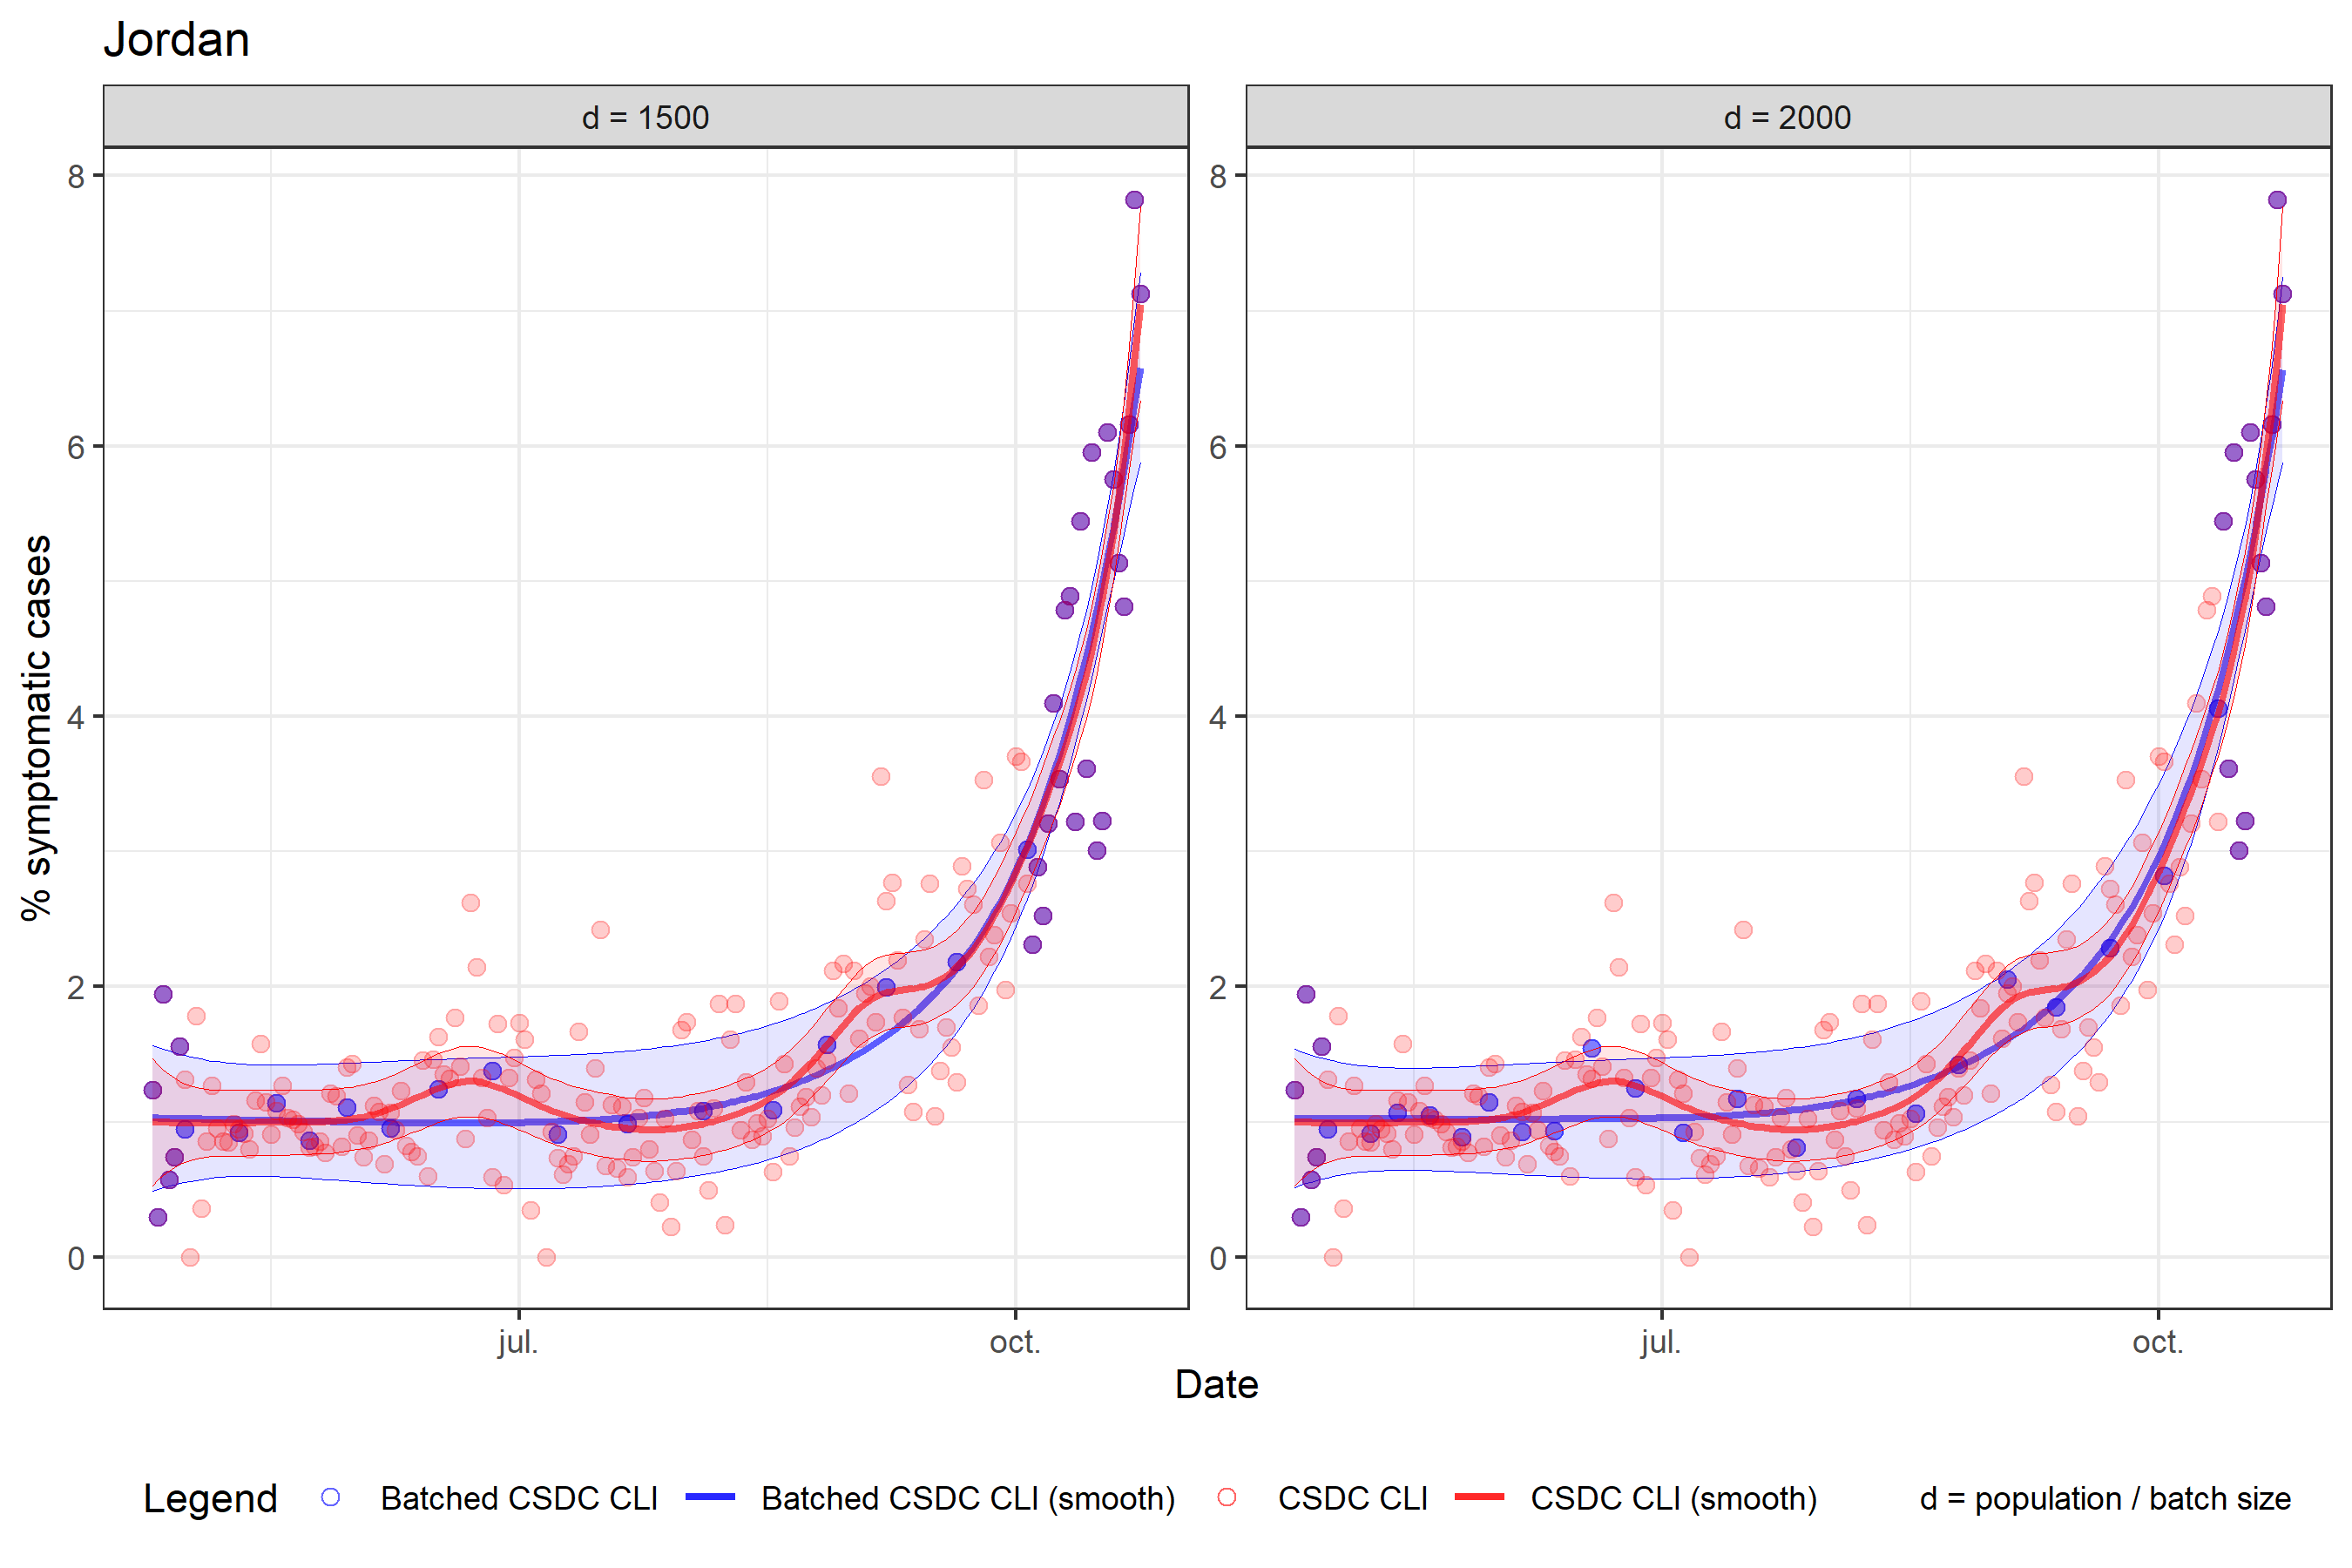 Jordan
d = 1500
d = 2000
% symptomatic cases
8
6
4
2
0
8
6
4
2
0
jul.
oct.
jul.
oct.
Date
Legend
Batched CSDC CLI
Batched CSDC CLI (smooth)
CSDC CLI
CSDC CLI (smooth)
d = population / batch size